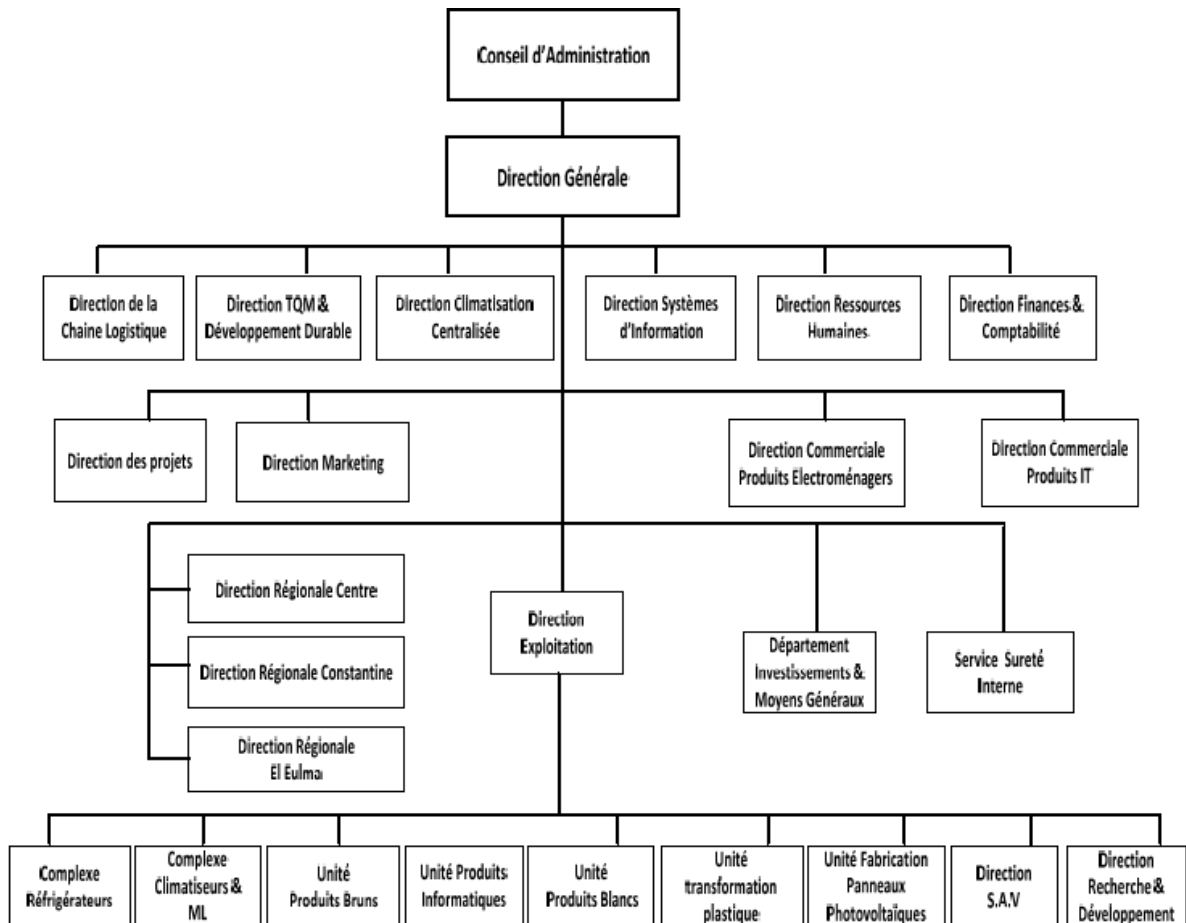 Conseil d'Administration
Direction Générale
Direction de la
Chaine Logistique
Direction TQM &
Développement Durable
Direction Climatisation
Centralisée
Direction Systèmes
d'Information
Direction Ressources
Humaines
Direction Finances &
Comptabilité
Direction des projets
Direction Marketing
Direction Commerciale
Produits Electroménagers
Direction Commerciale
Produits IT
Direction Régionale Centre
Direction Régionale Constantine
Direction Régionale
El Eulma
Direction
Exploitation
Département
Investissements &
Moyens Généraux
Service Sureté
Interne
Complexe
Réfrigérateurs
Complexe
Climatiseurs &
ML
Unité
Produits Bruns
Unité Produits
Informatiques
Unité
Produits Blancs
Unité
transformation
plastique
Unité Fabrication
Panneaux
Photovoltaïques
Direction
S.A.V
Direction
Recherche &
Développement